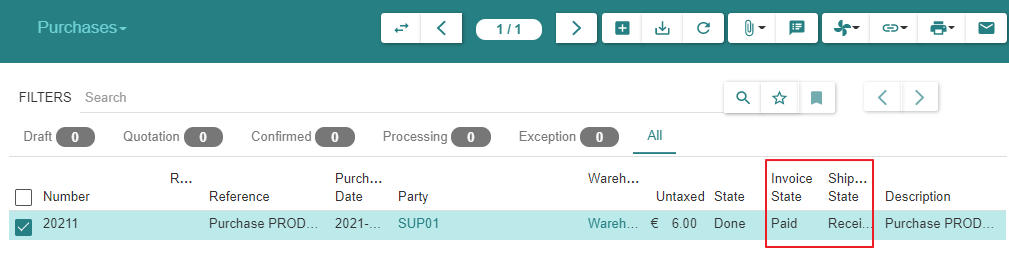 Purchases
1 / 1
FILTERS Search
Draft 0 Quotation 0 Confirmed 0 Processing 0 Exception 0 All
Number R... Reference Purch... Date Party Wareh... Untaxed State Invoice State Ship... State Description
20211 Purchase PROD... 2021-... SUP01 Wareh... € 6.00 Done Paid Recei... Purchase PROD...